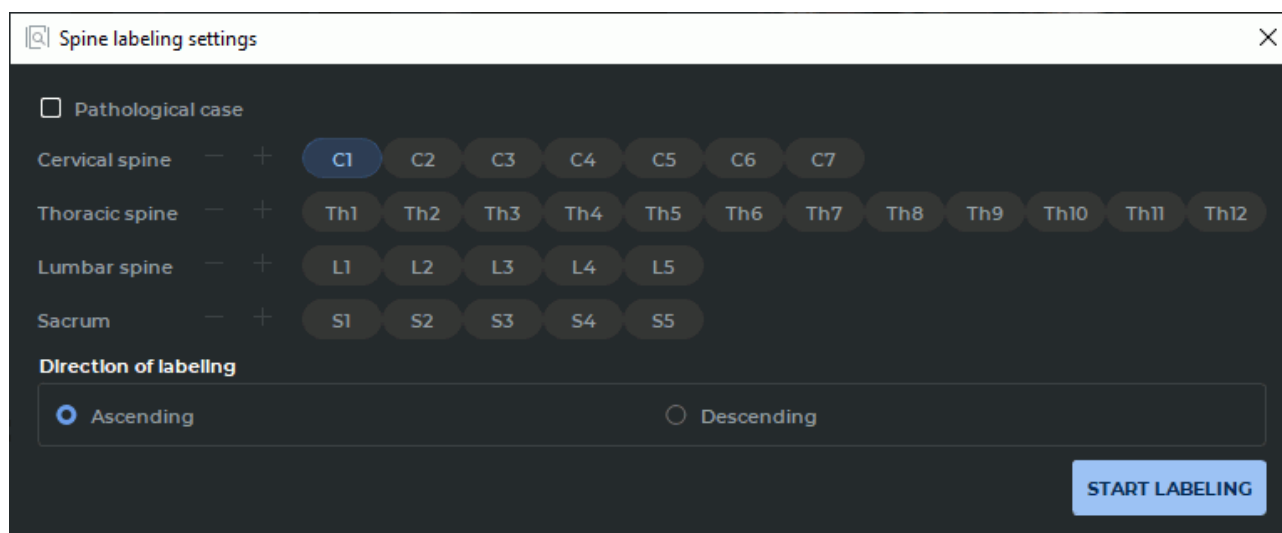 Spine labeling settings
Pathological case
Cervical spine − + C1 C2 C3 C4 C5 C6 C7
Thoracic spine − + Th1 Th2 Th3 Th4 Th5 Th6 Th7 Th8 Th9 Th10 Th11 Th12
Lumbar spine − + L1 L2 L3 L4 L5
Sacrum − + S1 S2 S3 S4 S5
Direction of labeling
Ascending Descending
START LABELING